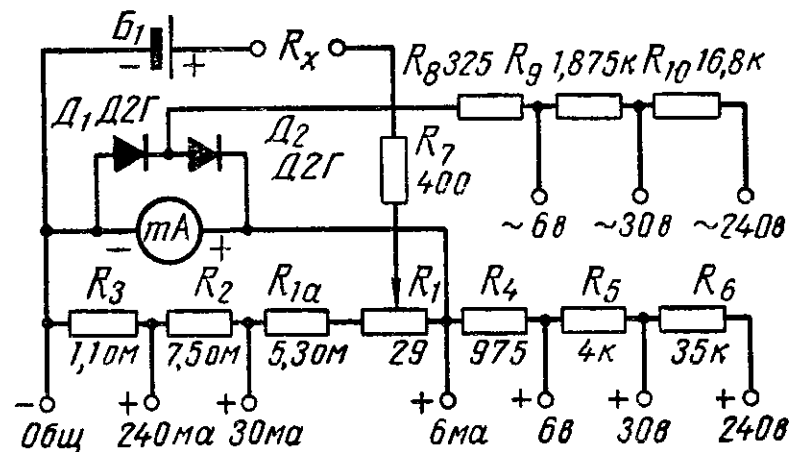 Б₁ - + Rₓ
R₈ 325 R₉ 1,875к R₁₀ 16,8к
Д₁ Д2Г Д₂ Д2Г
R₇ 400
~6в ~30в ~240в
- mA +
R₃ R₂ R₁ₐ R₁ R₄ R₅ R₆
1,1ом 7,5ом 5,3ом 29 975 4к 35к
- + + + + + +
Общ 240ма 30ма 6ма 6в 30в 240в